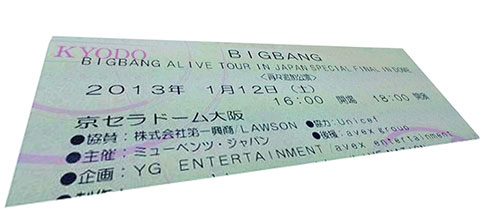 KYODO
BIGBANG
BIGBANG ALIVE TOUR IN JAPAN SPECIAL FINAL IN DOME
2013年 1月12日 (土)
16:00 開場 18:00 開演
京セラドーム大阪
●協賛: 株式会社第一興商/LAWSON ●協力: Unicef
●主催: ミューベンツ・ジャパン ●後援: avex group
●企画: YG ENTERTAINMENT avex entertainment